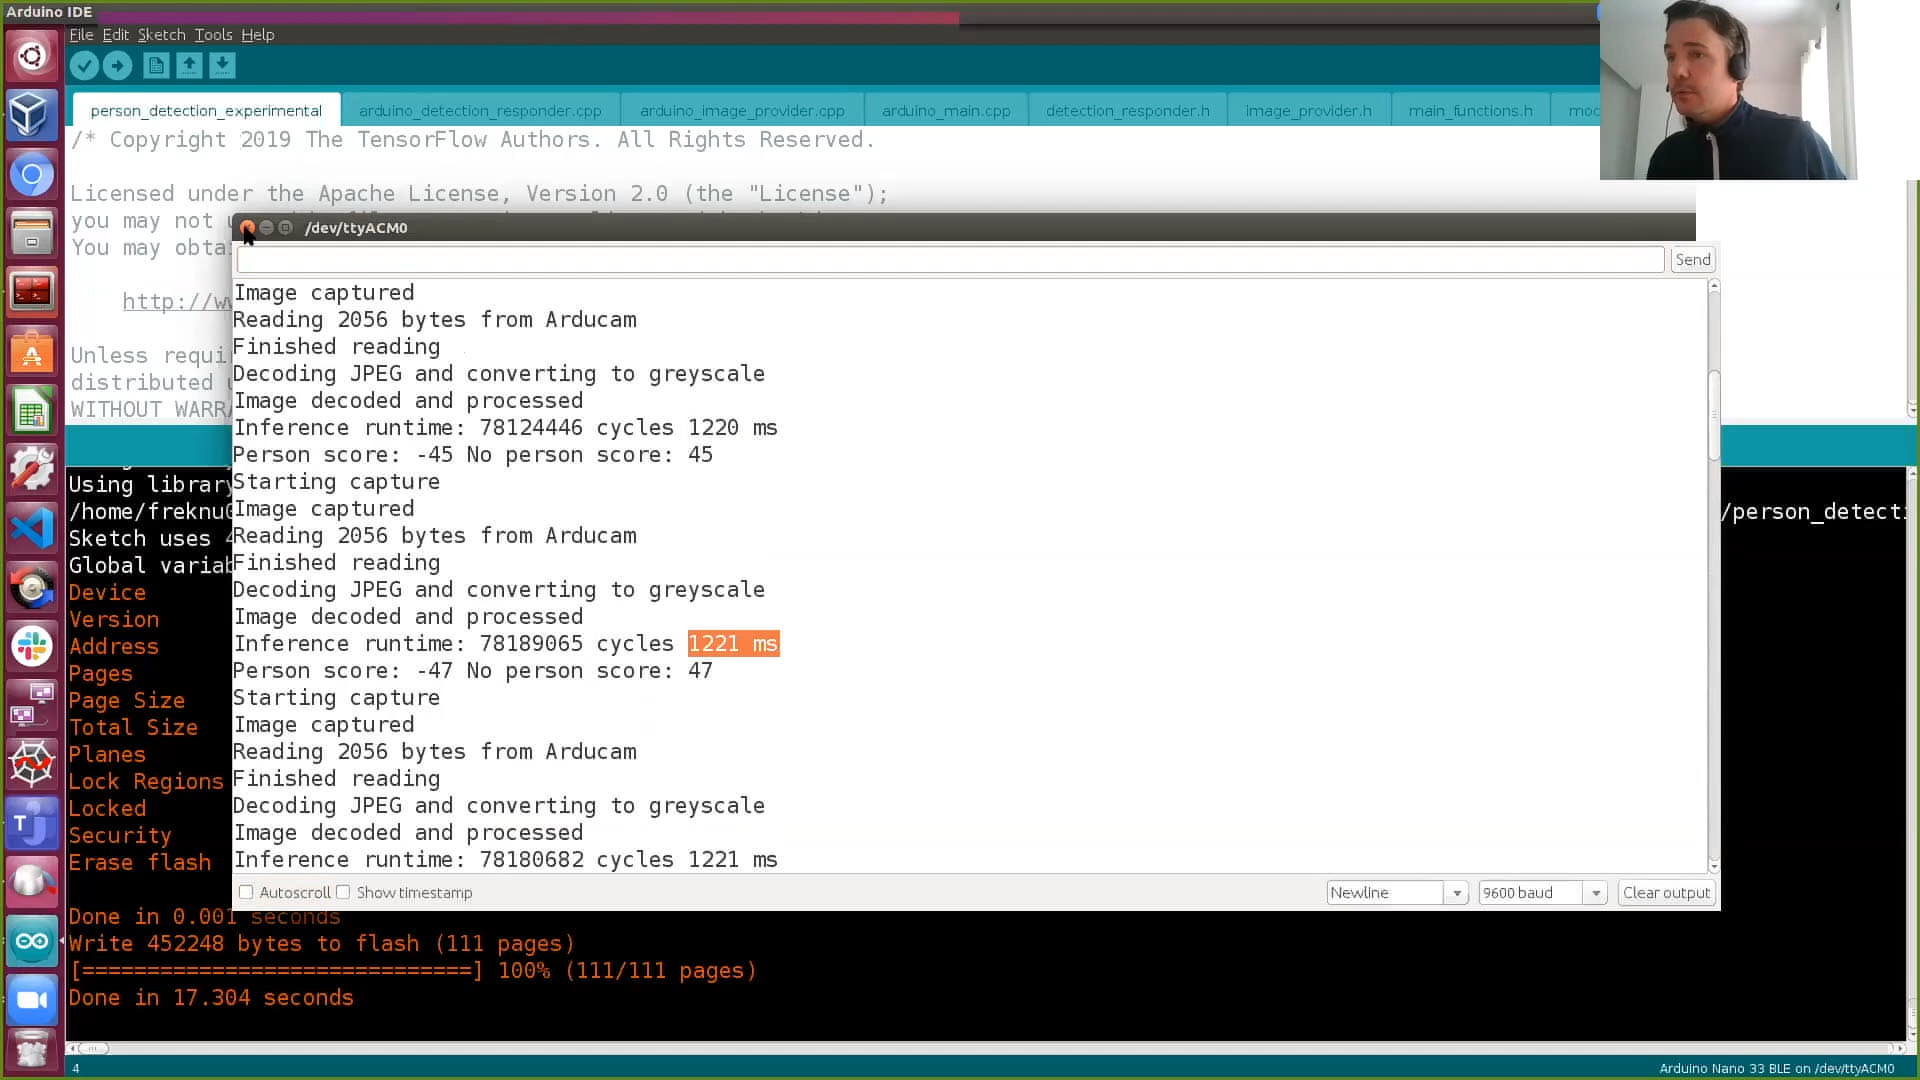 Arduino IDE
File Edit Sketch Tools Help
person_detection_experimental arduino_detection_responder.cpp arduino_image_provider.cpp arduino_main.cpp detection_responder.h image_provider.h main_functions.h
/* Copyright 2019 The TensorFlow Authors. All Rights Reserved.
Licensed under the Apache License, Version 2.0 (the "License");
you may not
You may obta
http://w
Unless requi
distributed
WITHOUT WARRA
/dev/ttyACM0
Send
Image captured
Reading 2056 bytes from Arducam
Finished reading
Decoding JPEG and converting to greyscale
Image decoded and processed
Inference runtime: 78124446 cycles 1220 ms
Person score: -45 No person score: 45
Starting capture
Image captured
Reading 2056 bytes from Arducam
Finished reading
Decoding JPEG and converting to greyscale
Image decoded and processed
Inference runtime: 78189065 cycles 1221 ms
Person score: -47 No person score: 47
Starting capture
Image captured
Reading 2056 bytes from Arducam
Finished reading
Decoding JPEG and converting to greyscale
Image decoded and processed
Inference runtime: 78180682 cycles 1221 ms
Autoscroll Show timestamp Newline 9600 baud Clear output
Using library
/home/freknu /person_detect
Sketch uses 4
Global variab
Device
Version
Address
Pages
Page Size
Total Size
Planes
Lock Regions
Locked
Security
Erase flash
Done in 0.001 seconds
Write 452248 bytes to flash (111 pages)
[==============================] 100% (111/111 pages)
Done in 17.304 seconds
4 Arduino Nano 33 BLE on /dev/ttyACM0